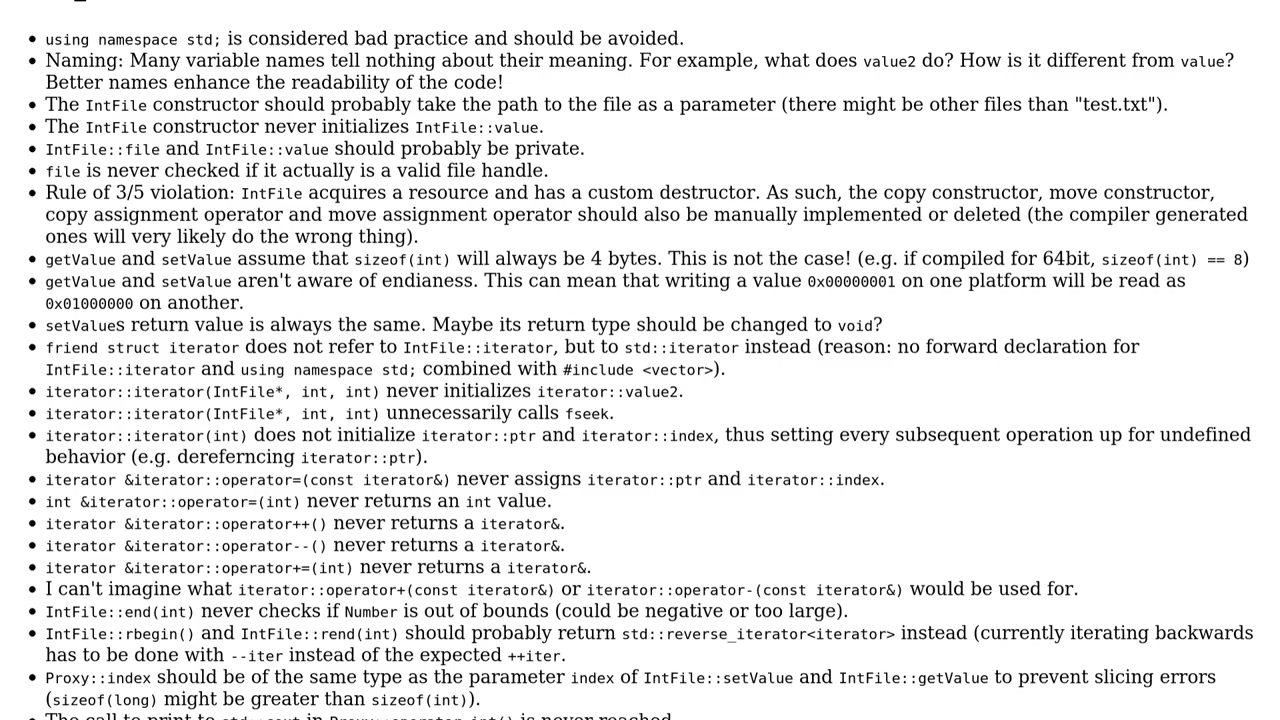 using namespace std; is considered bad practice and should be avoided.
Naming: Many variable names tell nothing about their meaning. For example, what does value2 do? How is it different from value?
Better names enhance the readability of the code!
The IntFile constructor should probably take the path to the file as a parameter (there might be other files than "test.txt").
The IntFile constructor never initializes IntFile::value.
IntFile::file and IntFile::value should probably be private.
file is never checked if it actually is a valid file handle.
Rule of 3/5 violation: IntFile acquires a resource and has a custom destructor. As such, the copy constructor, move constructor,
copy assignment operator and move assignment operator should also be manually implemented or deleted (the compiler generated
ones will very likely do the wrong thing).
getValue and setValue assume that sizeof(int) will always be 4 bytes. This is not the case! (e.g. if compiled for 64bit, sizeof(int) == 8)
getValue and setValue aren't aware of endianess. This can mean that writing a value 0x00000001 on one platform will be read as
0x01000000 on another.
setValues return value is always the same. Maybe its return type should be changed to void?
friend struct iterator does not refer to IntFile::iterator, but to std::iterator instead (reason: no forward declaration for
IntFile::iterator and using namespace std; combined with #include <vector>).
iterator::iterator(IntFile*, int, int) never initializes iterator::value2.
iterator::iterator(IntFile*, int, int) unnecessarily calls fseek.
iterator::iterator(int) does not initialize iterator::ptr and iterator::index, thus setting every subsequent operation up for undefined
behavior (e.g. dereferncing iterator::ptr).
iterator &iterator::operator=(const iterator&) never assigns iterator::ptr and iterator::index.
int &iterator::operator=(int) never returns an int value.
iterator &iterator::operator++() never returns a iterator&.
iterator &iterator::operator--() never returns a iterator&.
iterator &iterator::operator+=(int) never returns a iterator&.
I can't imagine what iterator::operator+(const iterator&) or iterator::operator-(const iterator&) would be used for.
IntFile::end(int) never checks if Number is out of bounds (could be negative or too large).
IntFile::rbegin() and IntFile::rend(int) should probably return std::reverse_iterator<iterator> instead (currently iterating backwards
has to be done with --iter instead of the expected ++iter.
Proxy::index should be of the same type as the parameter index of IntFile::setValue and IntFile::getValue to prevent slicing errors
(sizeof(long) might be greater than sizeof(int)).
The call to print to std::cout in Proxy::operator int() is never reached.